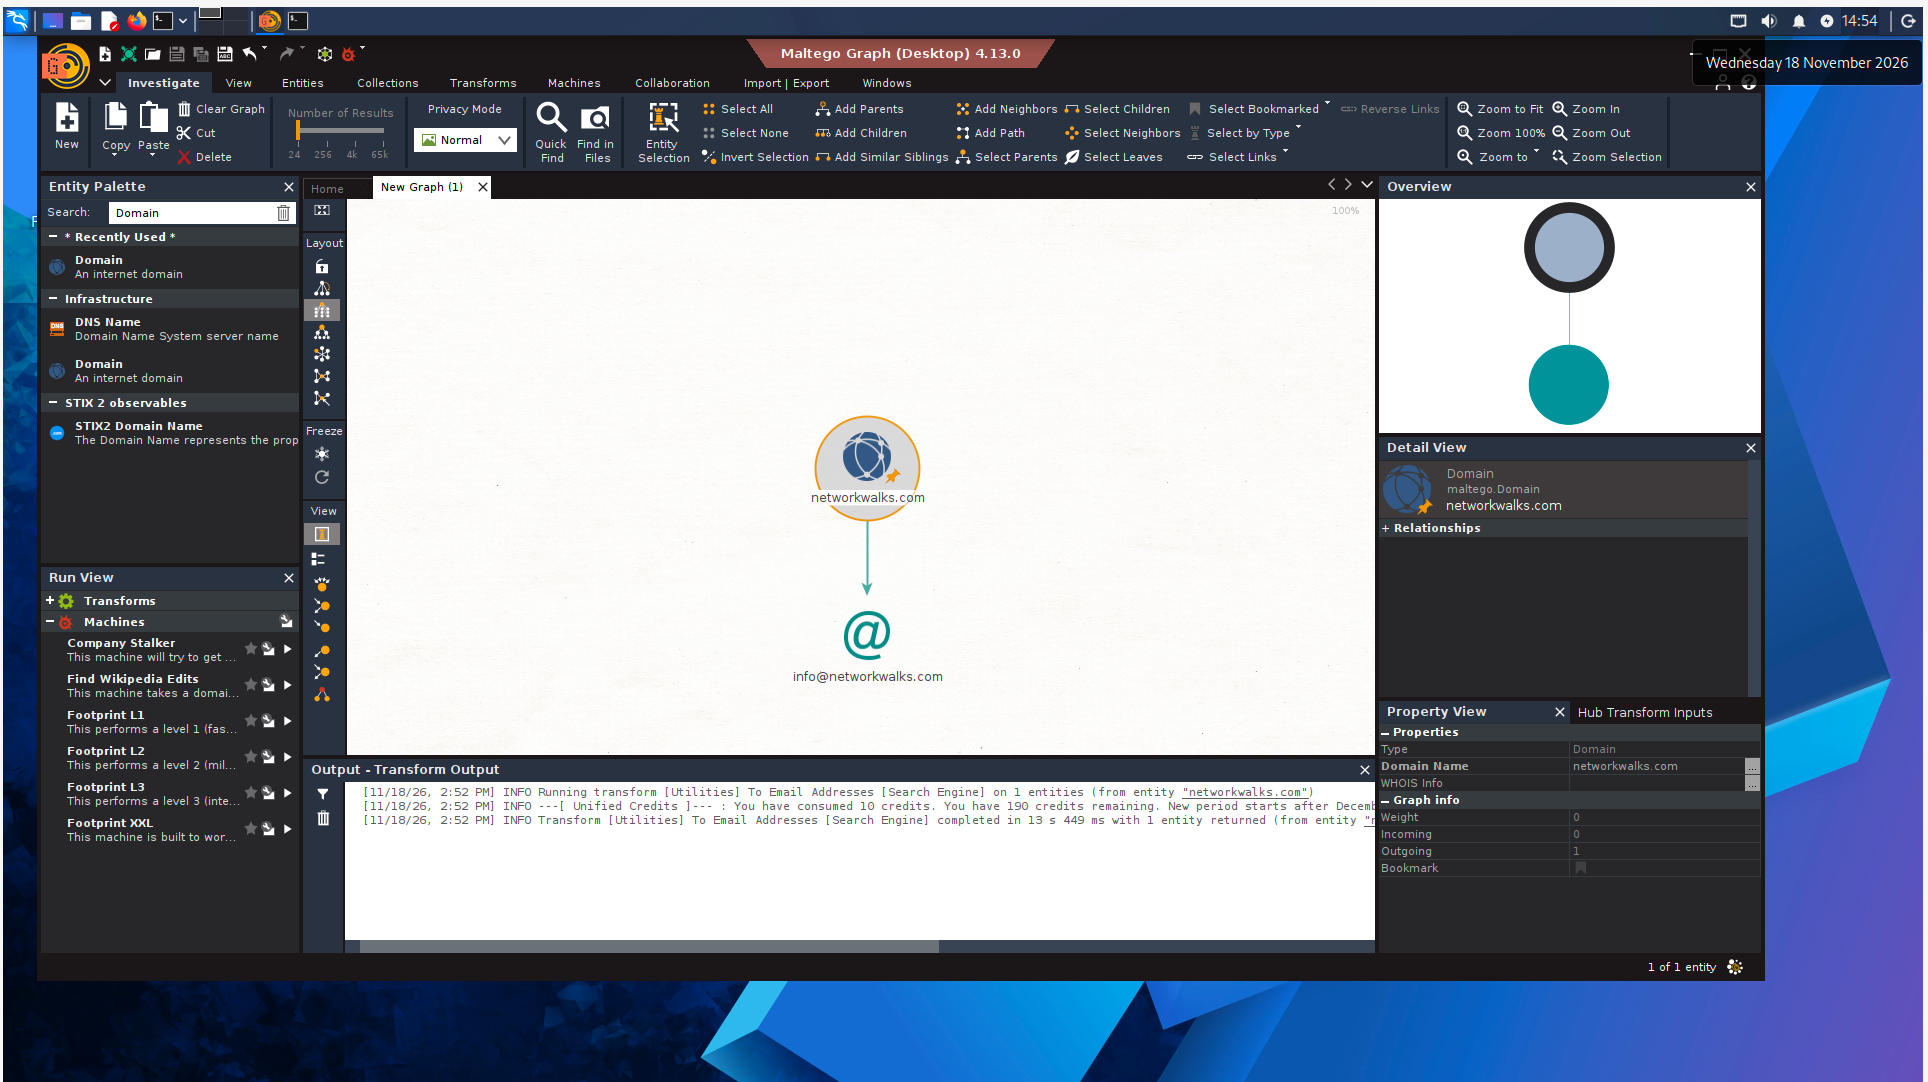 14:54
Maltego Graph (Desktop) 4.13.0
Wednesday 18 November 2026
Investigate View Entities Collections Transforms Machines Collaboration Import | Export Windows
New
Copy
Paste
Clear Graph
Cut
Delete
Number of Results
24 256 4k 65k
Privacy Mode
Normal
Quick Find
Find in Files
Entity Selection
Select All
Select None
Invert Selection
Add Parents
Add Children
Add Similar Siblings
Add Neighbors
Add Path
Select Parents
Select Children
Select Neighbors
Select Leaves
Select Bookmarked
Select by Type
Select Links
Reverse Links
Zoom to Fit
Zoom 100%
Zoom to
Zoom In
Zoom Out
Zoom Selection
Entity Palette
Search: Domain
* Recently Used *
Domain
An internet domain
Infrastructure
DNS Name
Domain Name System server name
Domain
An internet domain
STIX 2 observables
STIX2 Domain Name
The Domain Name represents the prop
Run View
Transforms
Machines
Company Stalker
This machine will try to get ...
Find Wikipedia Edits
This machine takes a domai...
Footprint L1
This performs a level 1 (fas...
Footprint L2
This performs a level 2 (mil...
Footprint L3
This performs a level 3 (inte...
Footprint XXL
This machine is built to wor...
Home New Graph (1)
Layout
Freeze
View
100%
networkwalks.com
@
info@networkwalks.com
Output - Transform Output
[11/18/26, 2:52 PM] INFO Running transform [Utilities] To Email Addresses [Search Engine] on 1 entities (from entity "networkwalks.com")
[11/18/26, 2:52 PM] INFO ---[ Unified Credits ]--- : You have consumed 10 credits. You have 190 credits remaining. New period starts after Decemb
[11/18/26, 2:52 PM] INFO Transform [Utilities] To Email Addresses [Search Engine] completed in 13 s 449 ms with 1 entity returned (from entity "n
Overview
Detail View
Domain
maltego.Domain
networkwalks.com
+ Relationships
Property View Hub Transform Inputs
Properties
Type Domain
Domain Name networkwalks.com ...
WHOIS Info ...
Graph info
Weight 0
Incoming 0
Outgoing 1
Bookmark
1 of 1 entity